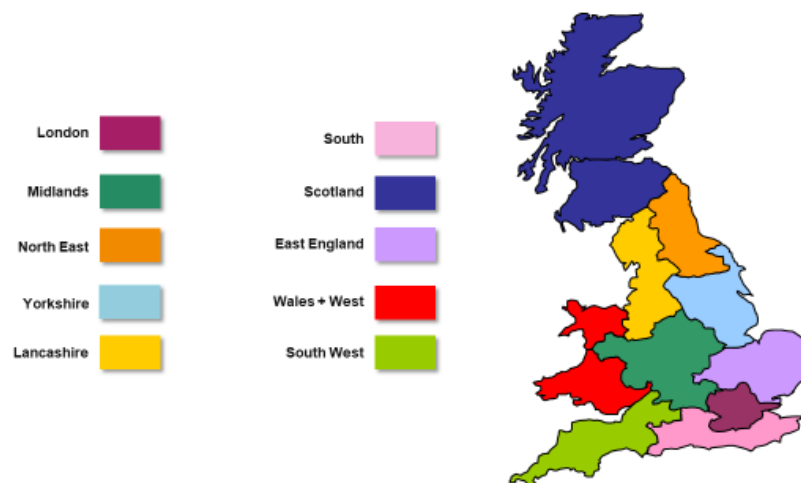 London
Midlands
North East
Yorkshire
Lancashire
South
Scotland
East England
Wales + West
South West